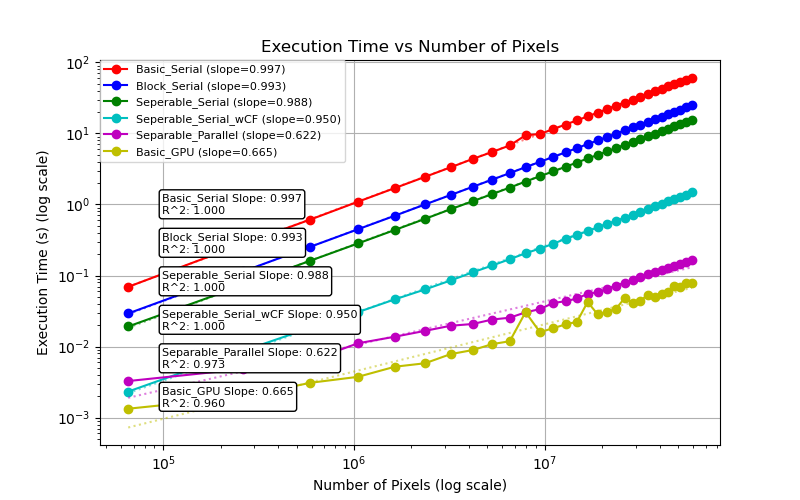 Execution Time vs Number of Pixels
Basic_Serial (slope=0.997)
Block_Serial (slope=0.993)
Seperable_Serial (slope=0.988)
Seperable_Serial_wCF (slope=0.950)
Separable_Parallel (slope=0.622)
Basic_GPU (slope=0.665)
Basic_Serial Slope: 0.997
R^2: 1.000
Block_Serial Slope: 0.993
R^2: 1.000
Seperable_Serial Slope: 0.988
R^2: 1.000
Seperable_Serial_wCF Slope: 0.950
R^2: 1.000
Separable_Parallel Slope: 0.622
R^2: 0.973
Basic_GPU Slope: 0.665
R^2: 0.960
Execution Time (s) (log scale)
10²
10¹
10⁰
10⁻¹
10⁻²
10⁻³
10⁵ 10⁶ 10⁷
Number of Pixels (log scale)